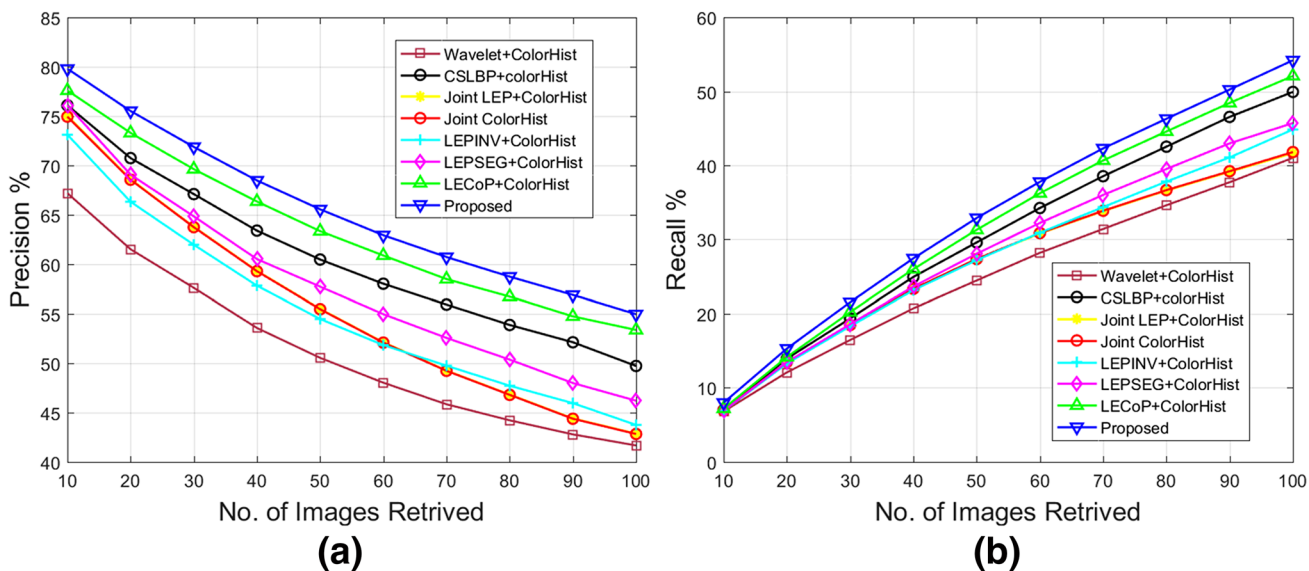 85
80
75
70
65
60
55
50
45
40
Precision %
Wavelet+ColorHist
CSLBP+colorHist
Joint LEP+ColorHist
Joint ColorHist
LEPINV+ColorHist
LEPSEG+ColorHist
LECoP+ColorHist
Proposed
10 20 30 40 50 60 70 80 90 100
No. of Images Retrived
(a)
60
50
40
30
20
10
0
Recall %
Wavelet+ColorHist
CSLBP+colorHist
Joint LEP+ColorHist
Joint ColorHist
LEPINV+ColorHist
LEPSEG+ColorHist
LECoP+ColorHist
Proposed
10 20 30 40 50 60 70 80 90 100
No. of Images Retrived
(b)